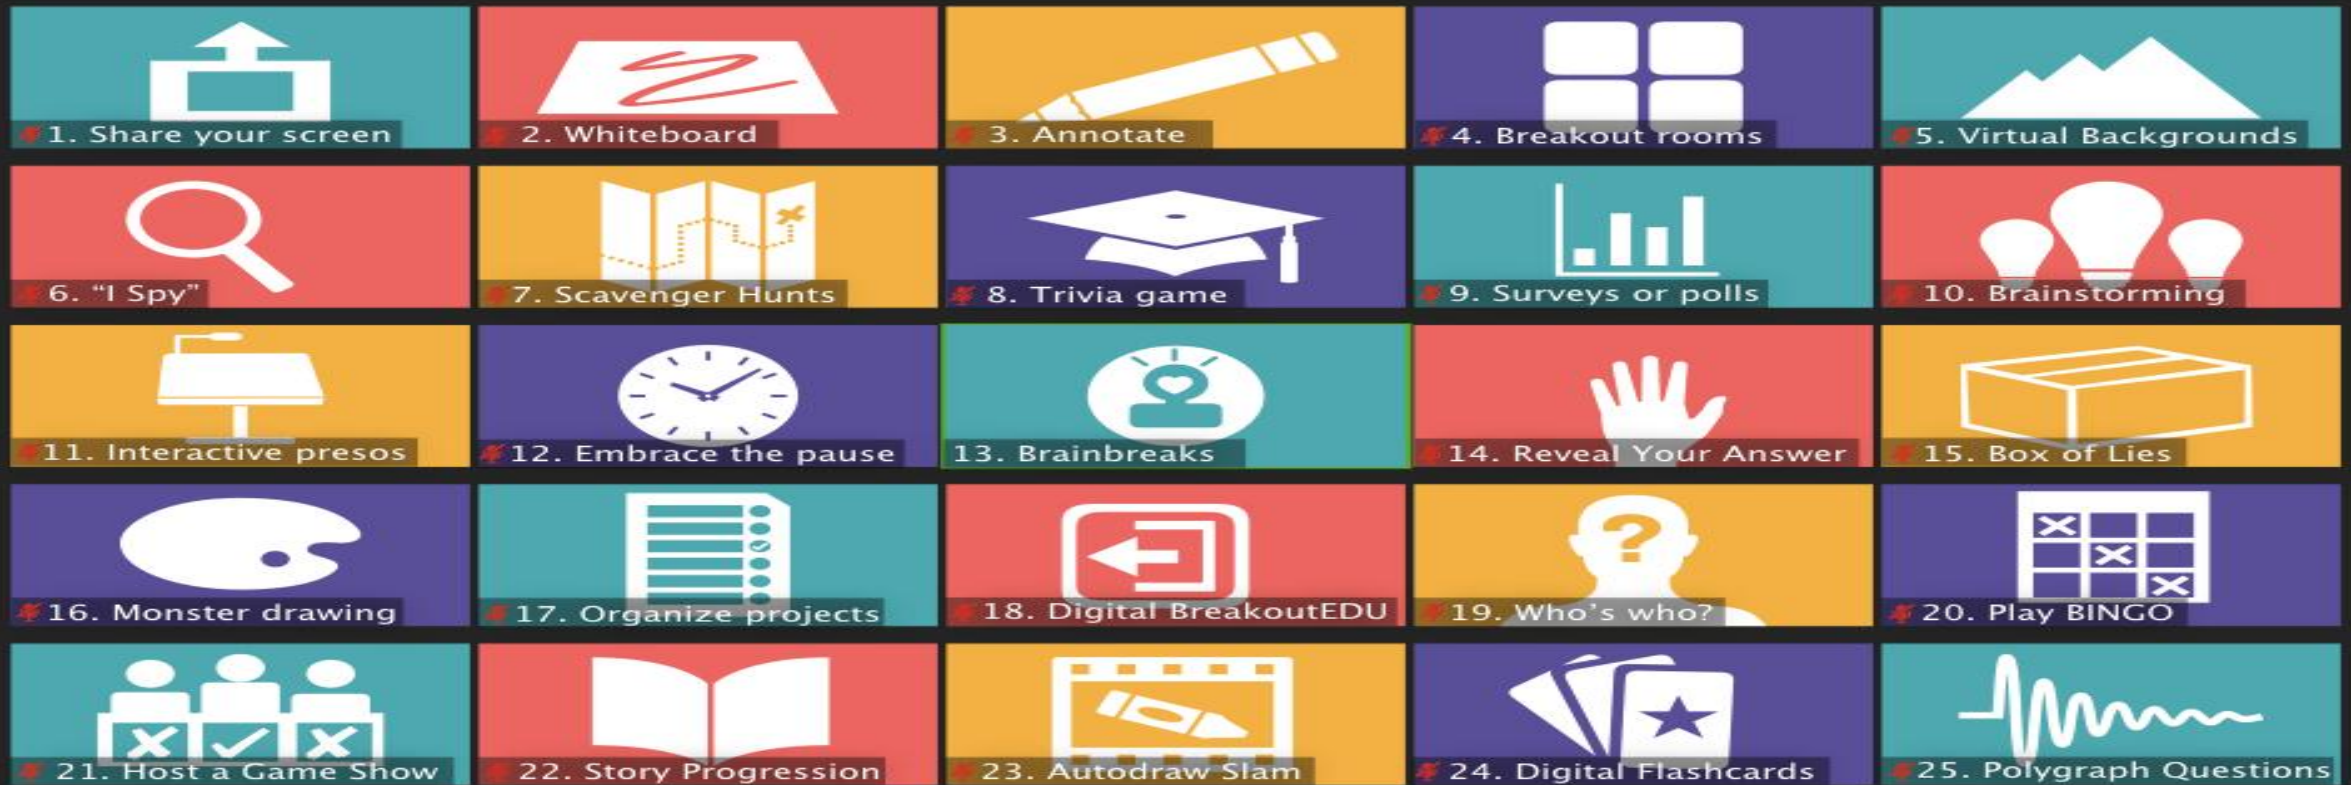 1. Share your screen
2. Whiteboard
3. Annotate
4. Breakout rooms
5. Virtual Backgrounds
6. “I Spy”
7. Scavenger Hunts
8. Trivia game
9. Surveys or polls
10. Brainstorming
11. Interactive presos
12. Embrace the pause
13. Brainbreaks
14. Reveal Your Answer
15. Box of Lies
16. Monster drawing
17. Organize projects
18. Digital BreakoutEDU
19. Who’s who?
20. Play BINGO
21. Host a Game Show
22. Story Progression
23. Autodraw Slam
24. Digital Flashcards
25. Polygraph Questions